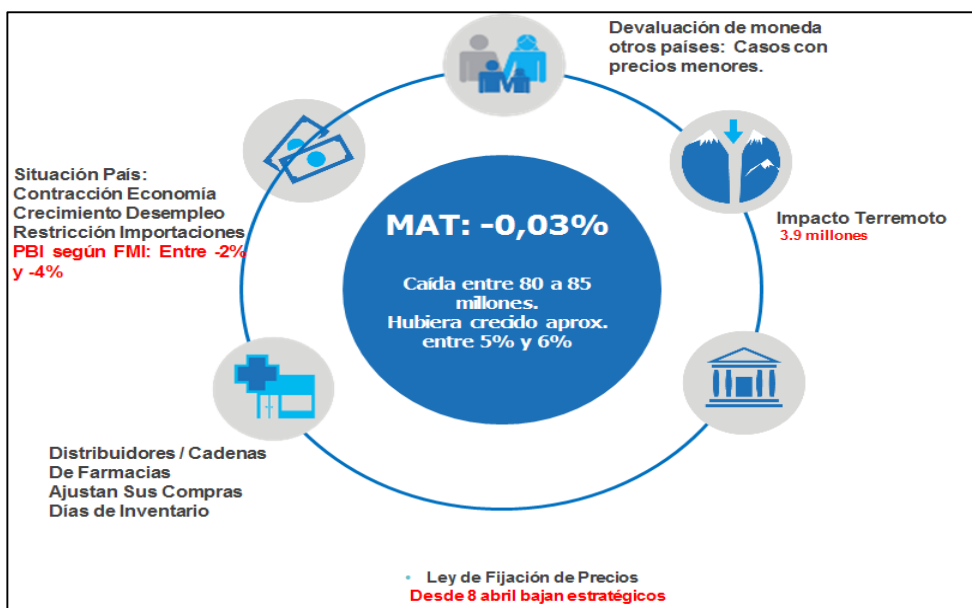 Devaluación de moneda
otros países:  Casos con
precios menores.
Situación País:
Contracción Economía
Crecimiento Desempleo
Restricción Importaciones
PBI según FMI: Entre -2%
y -4%
Impacto Terremoto
3.9 millones
MAT: -0,03%
Caída entre 80 a 85
millones.
Hubiera crecido aprox.
entre 5% y 6%
Distribuidores / Cadenas
De Farmacias
Ajustan Sus Compras
Días de Inventario
• Ley de Fijación de Precios
Desde 8 abril bajan estratégicos